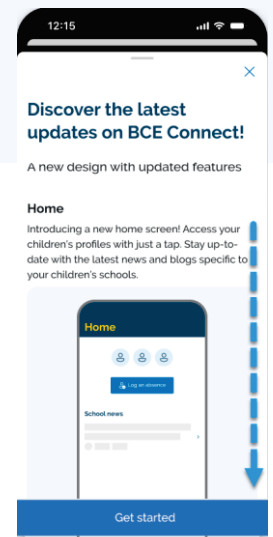 12:15
Discover the latest
updates on BCE Connect!
A new design with updated features
Home
Introducing a new home screen! Access your
children's profiles with just a tap. Stay up-to-
date with the latest news and blogs specific to
your children's schools.
Home
Log an absence
School news
Get started